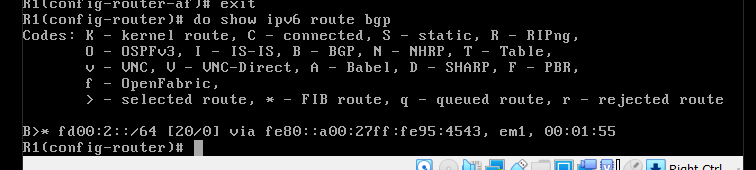 R1(config-router-af)# exit
R1(config-router)# do show ipv6 route bgp
Codes: K - kernel route, C - connected, S - static, R - RIPng,
       O - OSPFv3, I - IS-IS, B - BGP, N - NHRP, T - Table,
       v - VNC, V - VNC-Direct, A - Babel, D - SHARP, F - PBR,
       f - OpenFabric,
       > - selected route, * - FIB route, q - queued route, r - rejected route

B>* fd00:2::/64 [20/0] via fe80::a00:27ff:fe95:4543, em1, 00:01:55
R1(config-router)#
Right Ctrl